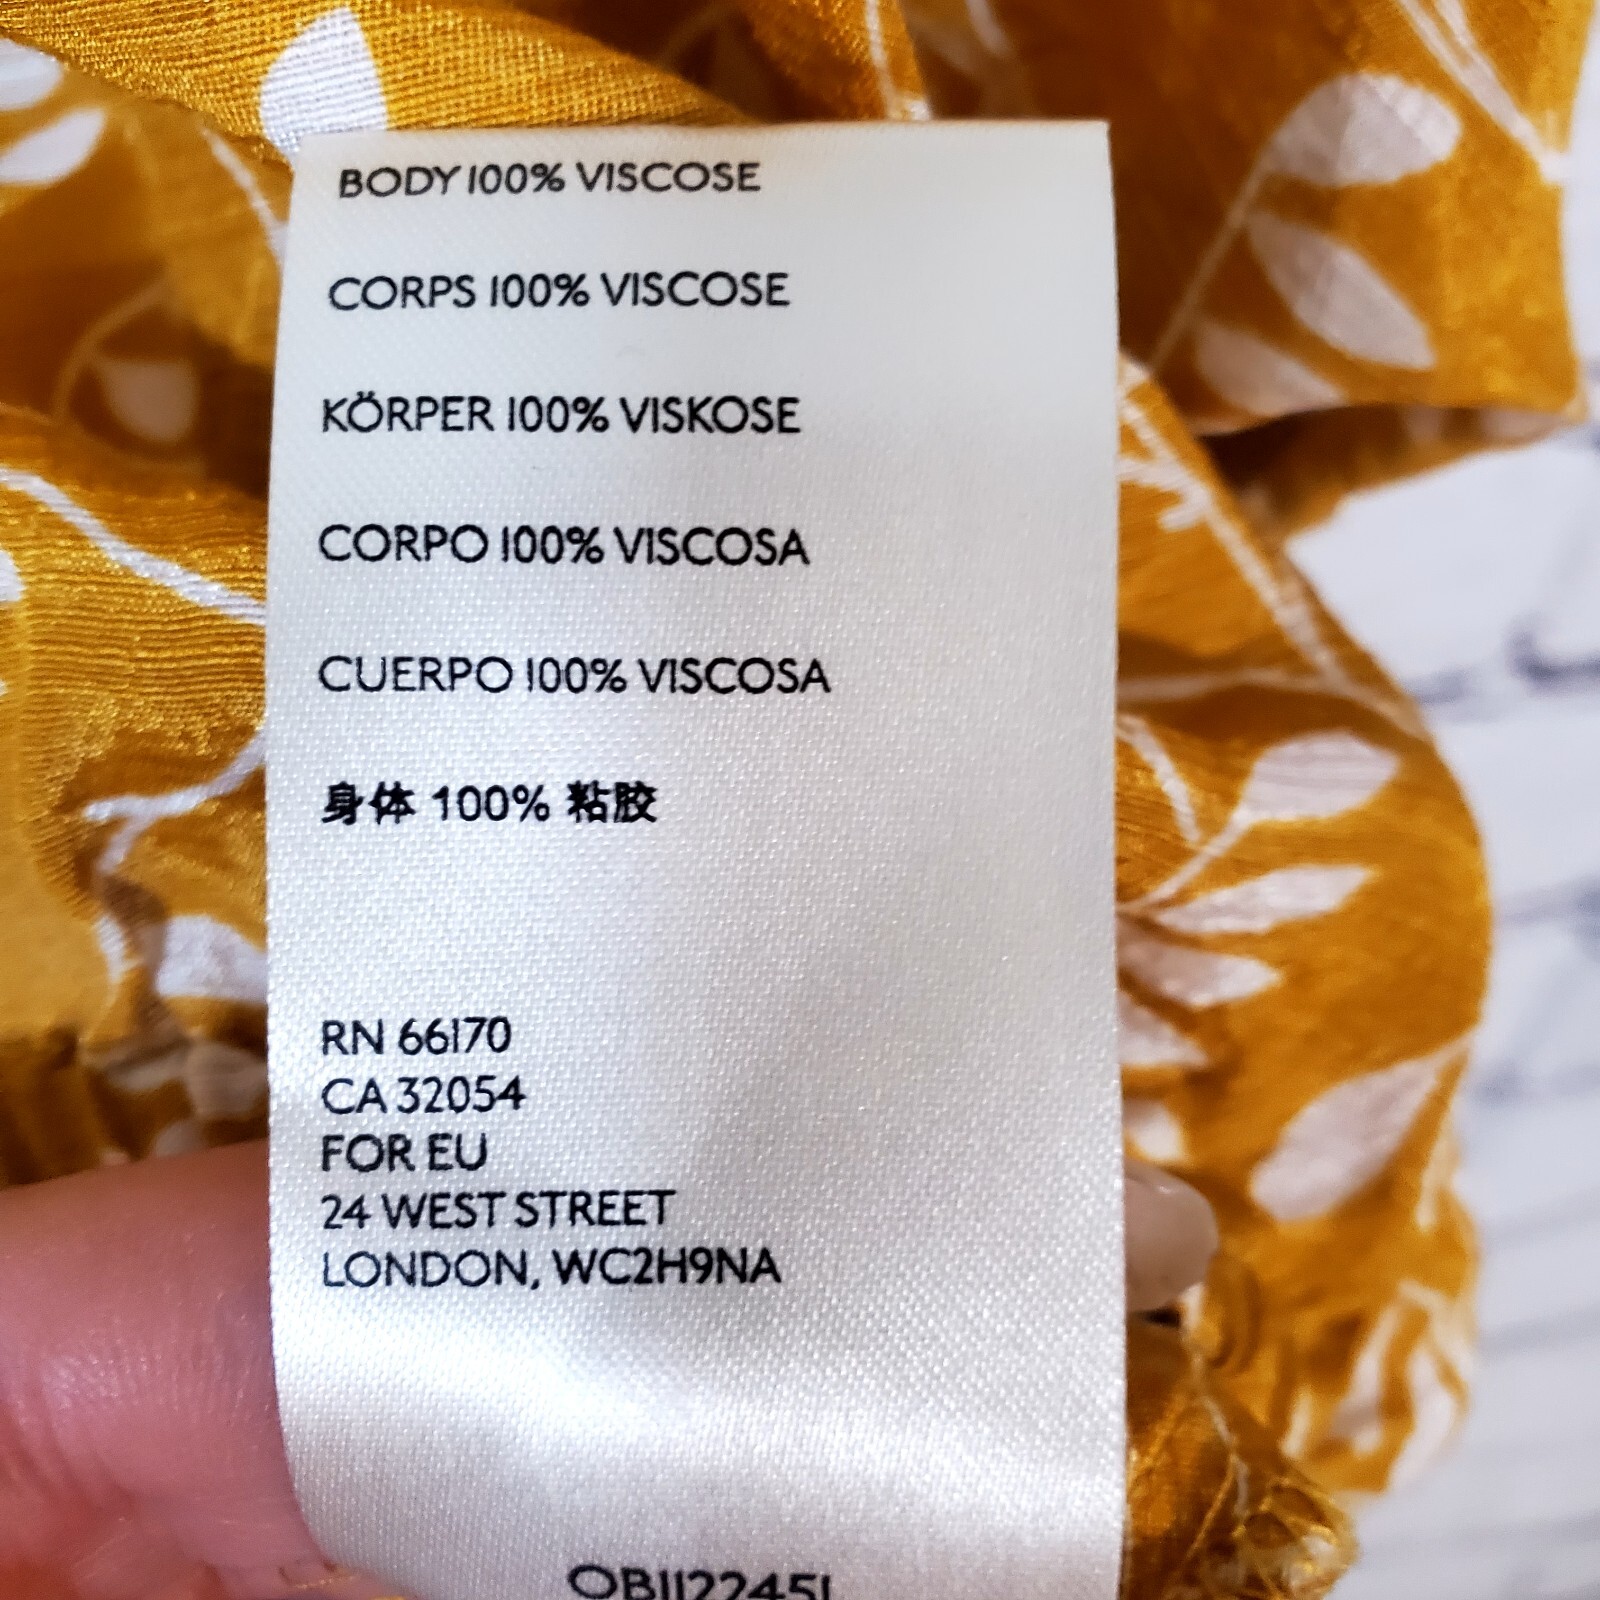 BODY 100% VISCOSE
CORPS 100% VISCOSE
KÖRPER 100% VISKOSE
CORPO 100% VISCOSA
CUERPO 100% VISCOSA
身体 100% 粘胶
RN 66170
CA 32054
FOR EU
24 WEST STREET
LONDON, WC2H9NA
OB1122451